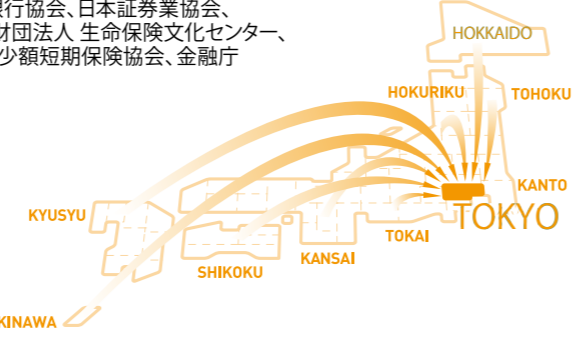 銀行協会、日本証券業協会、
財団法人 生命保険文化センター、
少額短期保険協会、金融庁
HOKKAIDO
HOKURIKU
TOHOKU
KANTO
TOKYO
KYUSYU
TOKAI
KANSAI
SHIKOKU
KINAWA